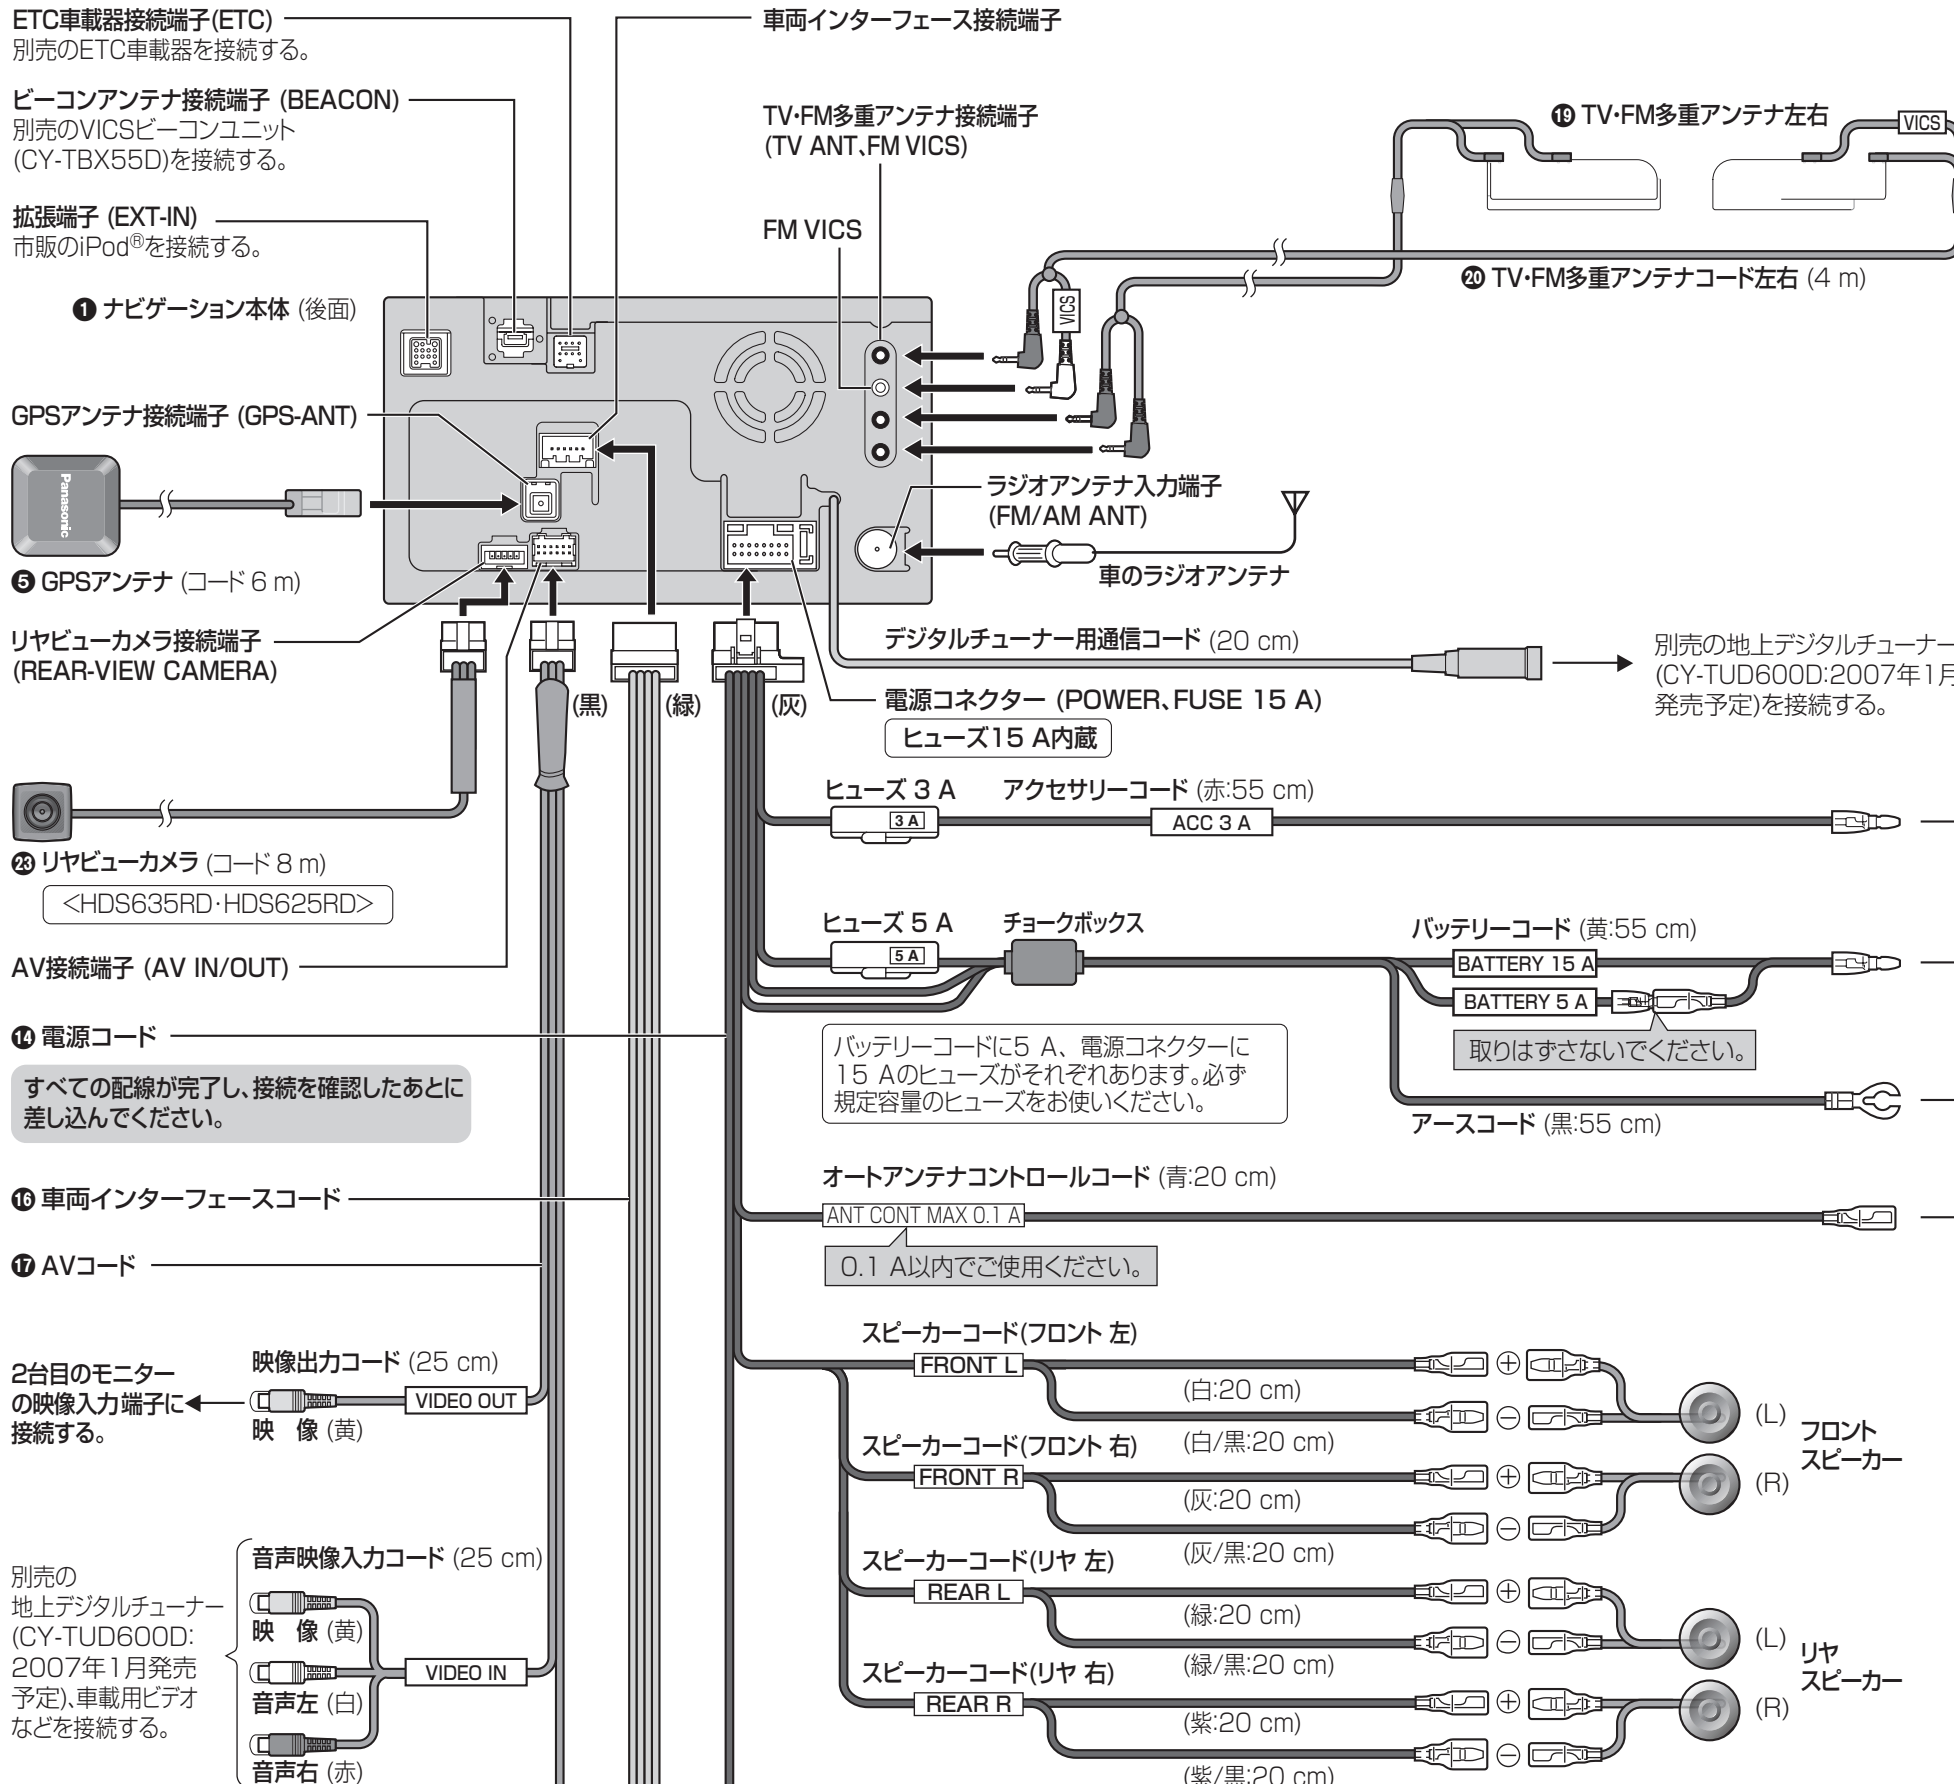 ETC車載器接続端子(ETC)
別売のETC車載器を接続する。
車両インターフェース接続端子
ビーコンアンテナ接続端子 (BEACON)
別売のVICSビーコンユニット
(CY-TBX55D)を接続する。
TV・FM多重アンテナ接続端子
(TV ANT、FM VICS)
⓳ TV・FM多重アンテナ左右
VICS
拡張端子 (EXT-IN)
市販のiPod®を接続する。
FM VICS
⓴ TV・FM多重アンテナコード左右 (4 m)
VICS
❶ ナビゲーション本体 (後面)
GPSアンテナ接続端子 (GPS-ANT)
Panasonic
❺ GPSアンテナ (コード 6 m)
ラジオアンテナ入力端子
(FM/AM ANT)
車のラジオアンテナ
リヤビューカメラ接続端子
(REAR-VIEW CAMERA)
(黒)
(緑)
(灰)
デジタルチューナー用通信コード (20 cm)
別売の地上デジタルチューナー
(CY-TUD600D:2007年1月
発売予定)を接続する。
電源コネクター (POWER、FUSE 15 A)
ヒューズ15 A内蔵
㉓ リヤビューカメラ (コード 8 m)
<HDS635RD・HDS625RD>
ヒューズ 3 A
アクセサリーコード (赤:55 cm)
3 A
ACC 3 A
AV接続端子 (AV IN/OUT)
ヒューズ 5 A
チョークボックス
バッテリーコード (黄:55 cm)
5 A
BATTERY 15 A
BATTERY 5 A
取りはずさないでください。
⓮ 電源コード
すべての配線が完了し、接続を確認したあとに
差し込んでください。
バッテリーコードに5 A、電源コネクターに
15 Aのヒューズがそれぞれあります。必ず
規定容量のヒューズをお使いください。
アースコード (黒:55 cm)
⓰ 車両インターフェースコード
オートアンテナコントロールコード (青:20 cm)
ANT CONT MAX 0.1 A
0.1 A以内でご使用ください。
⓱ AVコード
2台目のモニター
の映像入力端子に
接続する。
映像出力コード (25 cm)
VIDEO OUT
映 像 (黄)
スピーカーコード(フロント 左)
FRONT L
(白:20 cm)
⊕
(白/黒:20 cm)
⊖
(L)
スピーカーコード(フロント 右)
FRONT R
(灰:20 cm)
⊕
(灰/黒:20 cm)
⊖
(R)
フロント
スピーカー
別売の
地上デジタルチューナー
(CY-TUD600D:
2007年1月発売
予定)、車載用ビデオ
などを接続する。
音声映像入力コード (25 cm)
映 像 (黄)
音声左 (白)
音声右 (赤)
VIDEO IN
スピーカーコード(リヤ 左)
REAR L
(緑:20 cm)
⊕
(緑/黒:20 cm)
⊖
(L)
スピーカーコード(リヤ 右)
REAR R
(紫:20 cm)
⊕
(紫/黒:20 cm)
⊖
(R)
リヤ
スピーカー